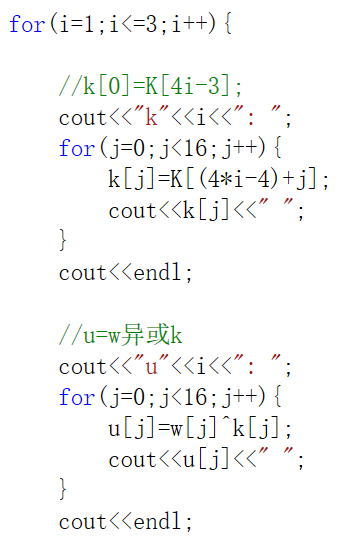 for(i=1;i<=3;i++){
//k[0]=K[4i-3];
cout<<"k"<<i<<": ";
for(j=0;j<16;j++){
k[j]=K[(4*i-4)+j];
cout<<k[j]<<" ";
}
cout<<endl;
//u=w异或k
cout<<"u"<<i<<": ";
for(j=0;j<16;j++){
u[j]=w[j]^k[j];
cout<<u[j]<<" ";
}
cout<<endl;